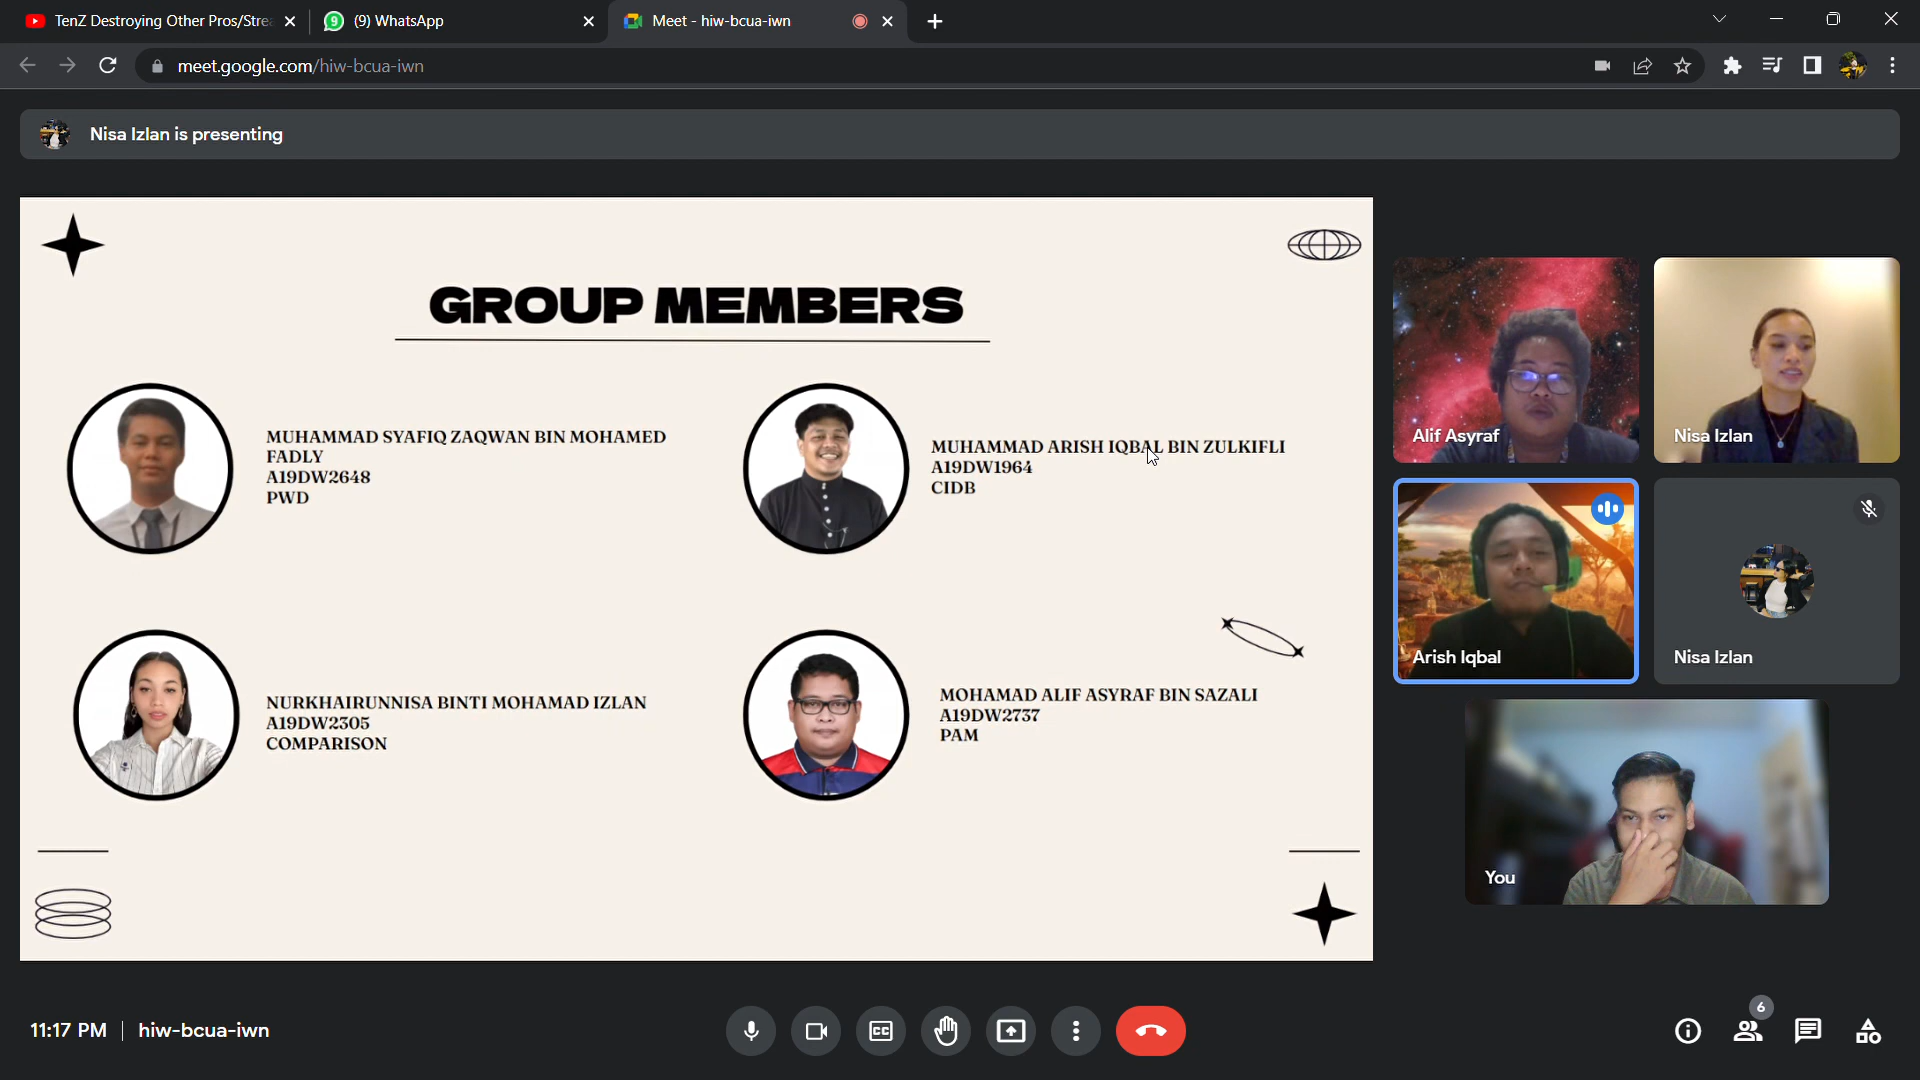 TenZ Destroying Other Pros/Stre
(9) WhatsApp
Meet - hiw-bcua-iwn
meet.google.com/hiw-bcua-iwn
Nisa Izlan is presenting
GROUP MEMBERS
MUHAMMAD SYAFIQ ZAQWAN BIN MOHAMED
FADLY
A19DW2648
PWD
MUHAMMAD ARISH IQBAL BIN ZULKIFLI
A19DW1964
CIDB
NURKHAIRUNNISA BINTI MOHAMAD IZLAN
A19DW2305
COMPARISON
MOHAMAD ALIF ASYRAF BIN SAZALI
A19DW2737
PAM
Alif Asyraf
Nisa Izlan
Arish Iqbal
Nisa Izlan
You
11:17 PM | hiw-bcua-iwn
CC
6